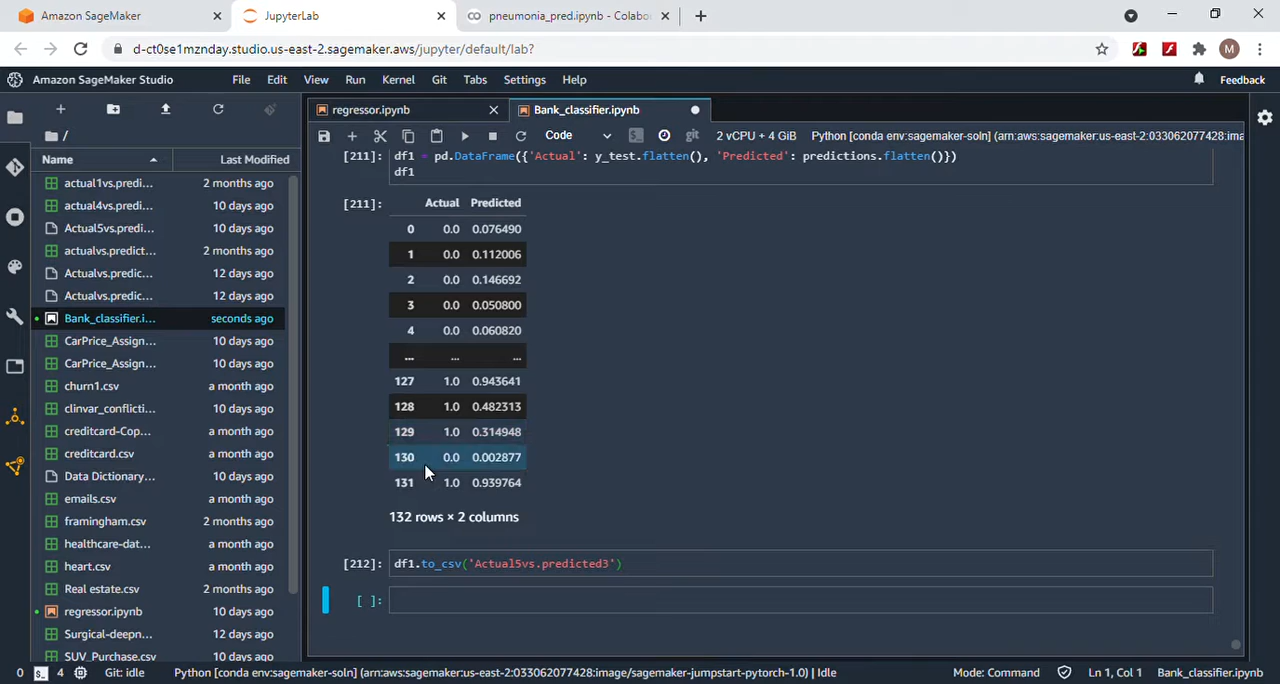 Amazon SageMaker
JupyterLab
pneumonia_pred.ipynb - Colabo
d-ct0se1mznday.studio.us-east-2.sagemaker.aws/jupyter/default/lab?
M
Amazon SageMaker Studio File Edit View Run Kernel Git Tabs Settings Help Feedback
regressor.ipynb
Bank_classifier.ipynb
/
Code git 2 vCPU + 4 GiB Python [conda env:sagemaker-soln] (arn:aws:sagemaker:us-east-2:033062077428:ima
Name Last Modified
actual1vs.predi... 2 months ago
actual4vs.predi... 10 days ago
Actual5vs.predi... 10 days ago
actualvs.predict... 2 months ago
Actualvs.predic... 12 days ago
Actualvs.predic... 12 days ago
Bank_classifier.i... seconds ago
CarPrice_Assign... 10 days ago
CarPrice_Assign... 10 days ago
churn1.csv a month ago
clinvar_conflicti... 10 days ago
creditcard-Cop... a month ago
creditcard.csv a month ago
Data Dictionary... 10 days ago
emails.csv a month ago
framingham.csv 2 months ago
healthcare-dat... a month ago
heart.csv a month ago
Real estate.csv 2 months ago
regressor.ipynb 10 days ago
Surgical-deepn... 12 days ago
SUV_Purchase.csv a month ago
[211]: df1 = pd.DataFrame({'Actual': y_test.flatten(), 'Predicted': predictions.flatten()})
df1
[211]: Actual Predicted
0 0.0 0.076490
1 0.0 0.112006
2 0.0 0.146692
3 0.0 0.050800
4 0.0 0.060820
... ... ...
127 1.0 0.943641
128 1.0 0.482313
129 1.0 0.314948
130 0.0 0.002877
131 1.0 0.939764
132 rows × 2 columns
[212]: df1.to_csv('Actual5vs.predicted3')
[ ]:
0 $_ 4 Git: idle Python [conda env:sagemaker-soln] (arn:aws:sagemaker:us-east-2:033062077428:image/sagemaker-jumpstart-pytorch-1.0) | Idle Mode: Command Ln 1, Col 1 Bank_classifier.ipynb